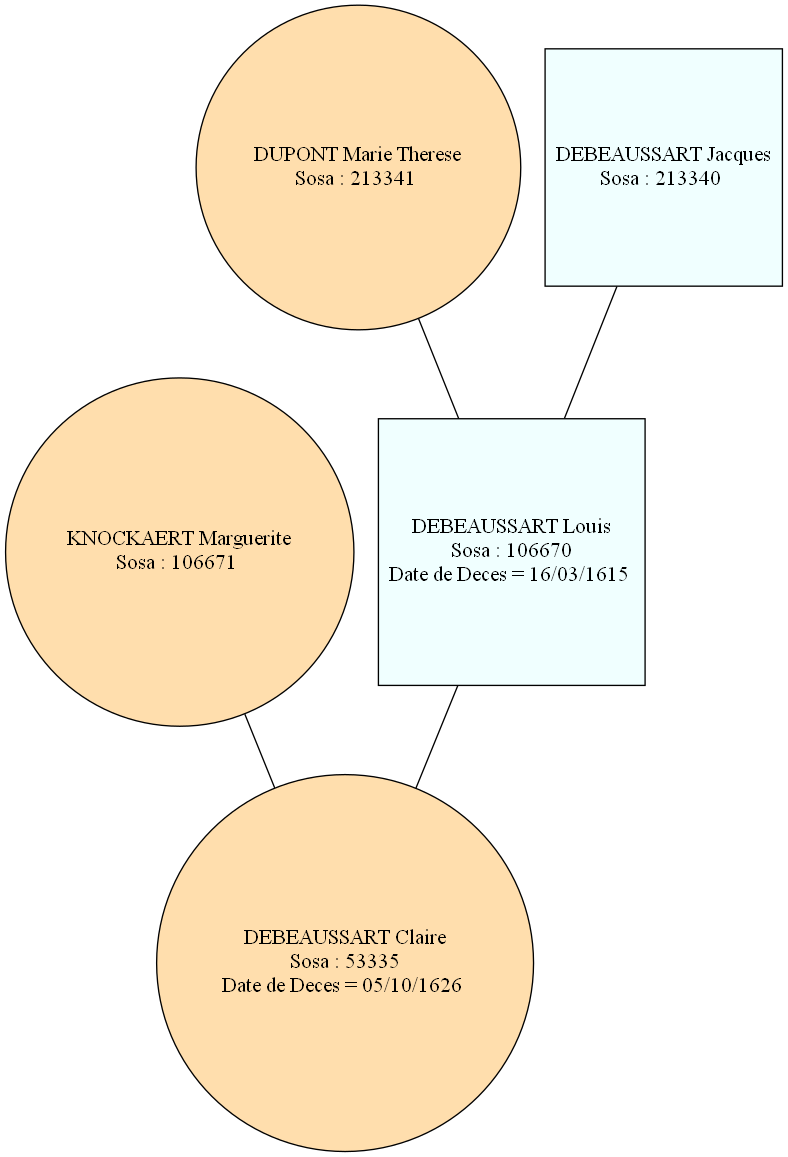 DUPONT Marie Therese
Sosa : 213341
DEBEAUSSART Jacques
Sosa : 213340
KNOCKAERT Marguerite
Sosa : 106671
DEBEAUSSART Louis
Sosa : 106670
Date de Deces = 16/03/1615
DEBEAUSSART Claire
Sosa : 53335
Date de Deces = 05/10/1626